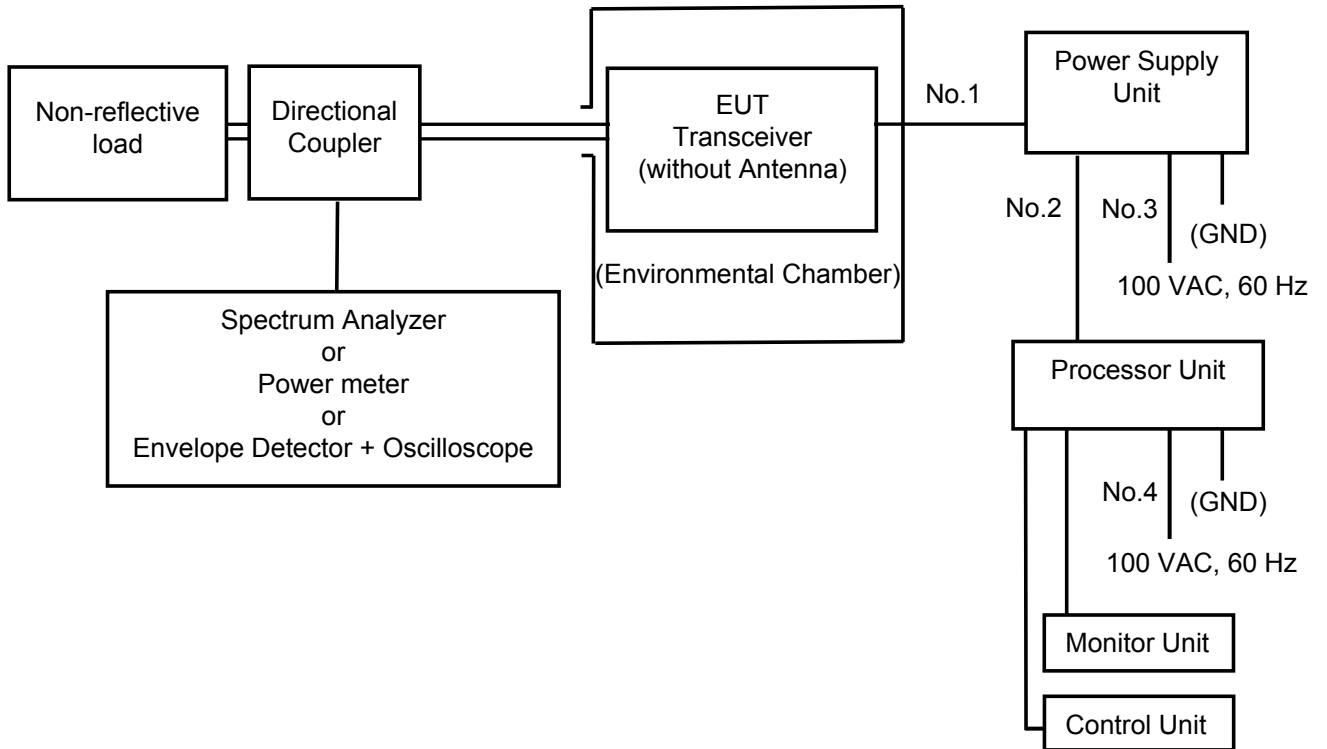 Non-reflective
load
Directional
Coupler
EUT
Transceiver
(without Antenna)
(Environmental Chamber)
No.1
Power Supply
Unit
No.2
No.3
(GND)
100 VAC, 60 Hz
Spectrum Analyzer
or
Power meter
or
Envelope Detector + Oscilloscope
Processor Unit
No.4
(GND)
100 VAC, 60 Hz
Monitor Unit
Control Unit